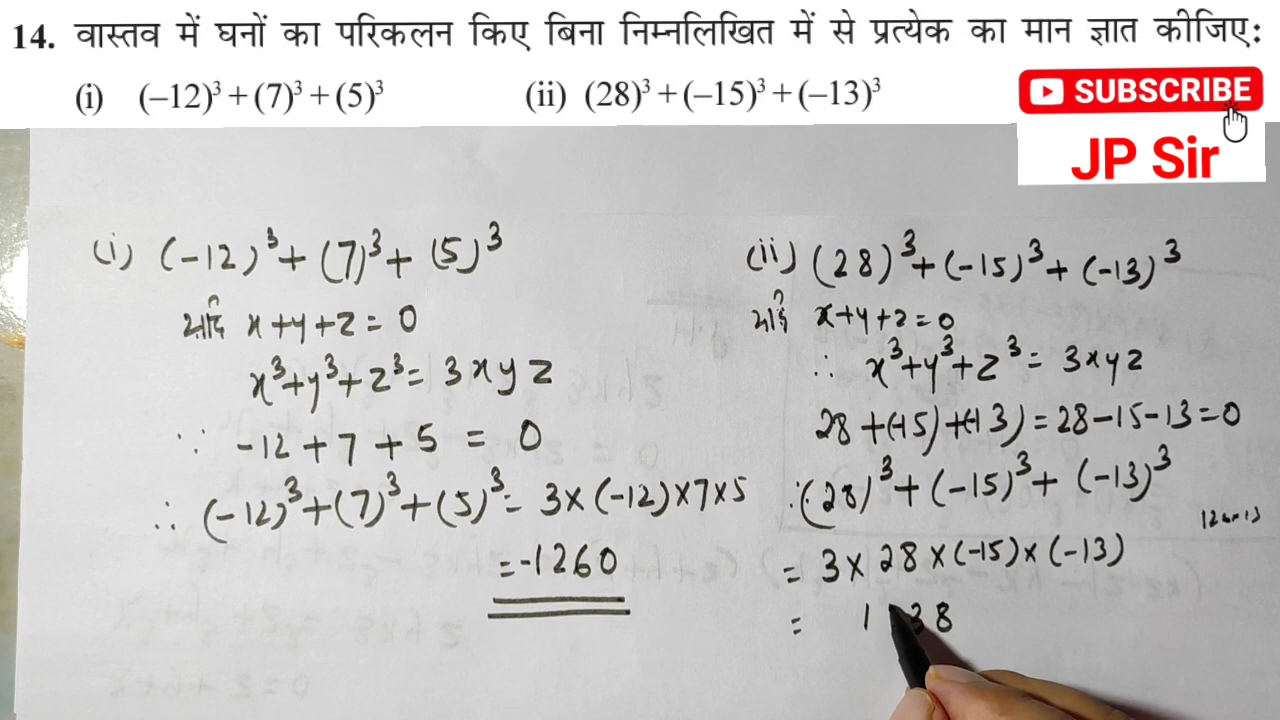 14. वास्तव में घनों का परिकलन किए बिना निम्नलिखित में से प्रत्येक का मान ज्ञात कीजिए:
(i) (–12)³ + (7)³ + (5)³
(ii) (28)³ + (–15)³ + (–13)³
SUBSCRIBE
JP Sir
(i) (-12)³ + (7)³ + (5)³
यदि x+y+z = 0
x³+y³+z³ = 3xyz
∵ -12 + 7 + 5 = 0
∴ (-12)³+(7)³+(5)³ = 3×(-12)×7×5
= -1260
(ii) (28)³+(-15)³+(-13)³
यदि x+y+z=0
∴ x³+y³+z³ = 3xyz
28 +(-15)+(-13) = 28-15-13=0
(28)³+(-15)³+(-13)³
= 3×28×(-15)×(-13)
= 1 38